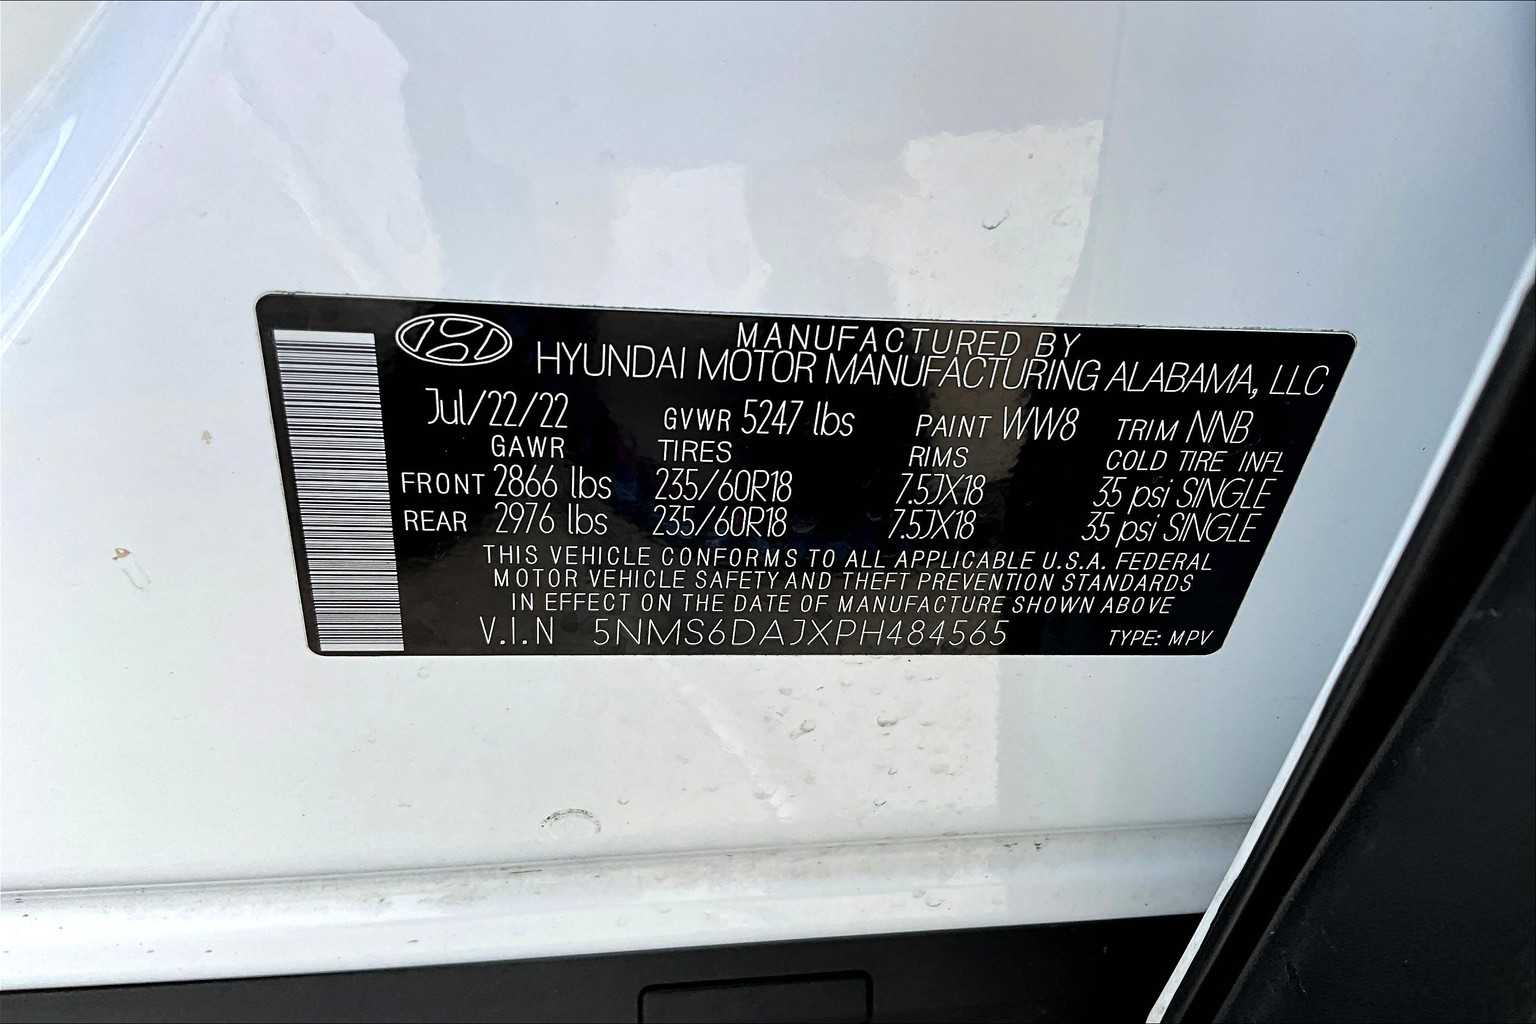 MANUFACTURED BY
HYUNDAI MOTOR MANUFACTURING ALABAMA, LLC
Jul/22/22 GVWR 5247 lbs PAINT WW8 TRIM NNB
GAWR TIRES RIMS COLD TIRE INFL
FRONT 2866 lbs 235/60R18 7.5JX18 35 psi SINGLE
REAR 2976 lbs 235/60R18 7.5JX18 35 psi SINGLE
THIS VEHICLE CONFORMS TO ALL APPLICABLE U.S.A. FEDERAL
MOTOR VEHICLE SAFETY AND THEFT PREVENTION STANDARDS
IN EFFECT ON THE DATE OF MANUFACTURE SHOWN ABOVE
V.I.N 5NMS6DAJXPH484565 TYPE: MPV